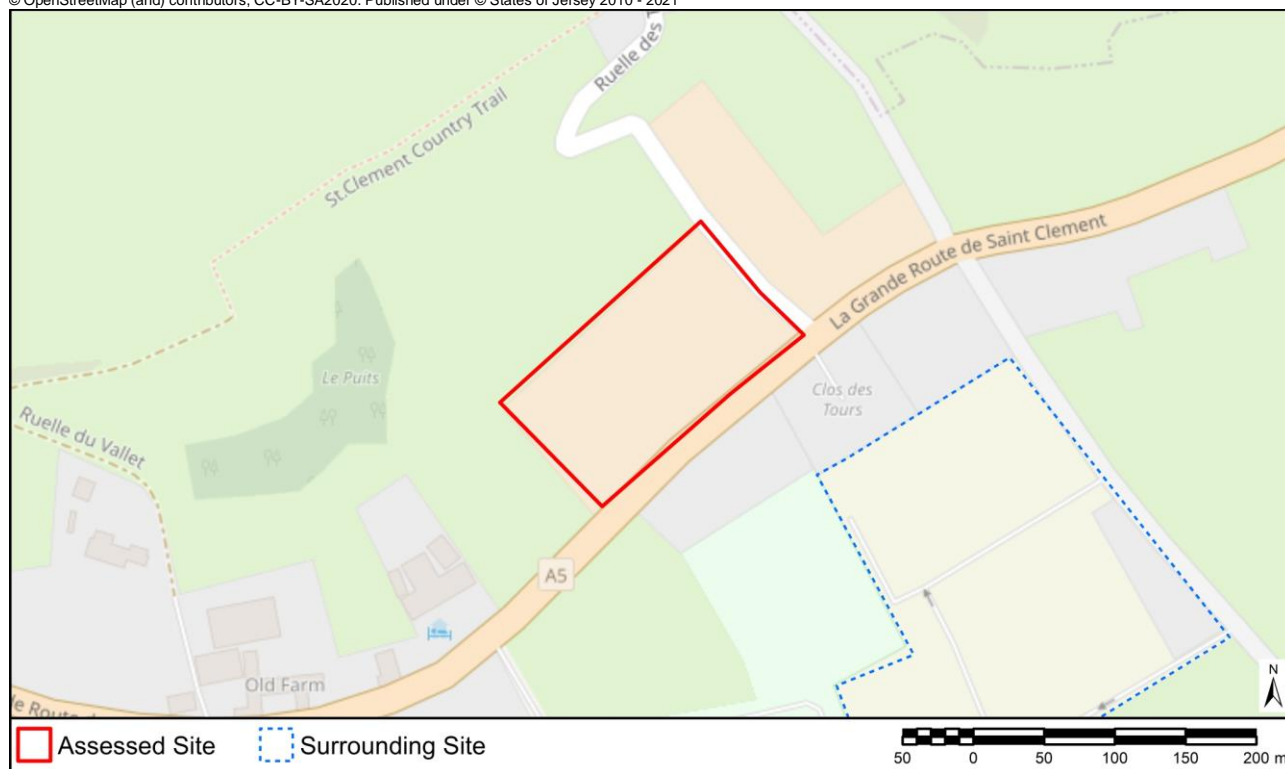 © OpenStreetMap (and) contributors, CC-BY-SA2020. Published under © States of Jersey 2010 - 2021
Ruelle des
St.Clement Country Trail
La Grande Route de Saint Clement
Le Puits
Clos des
Tours
Ruelle du Vallet
A5
Old Farm
N
Assessed Site
Surrounding Site
50 0 50 100 150 200 m